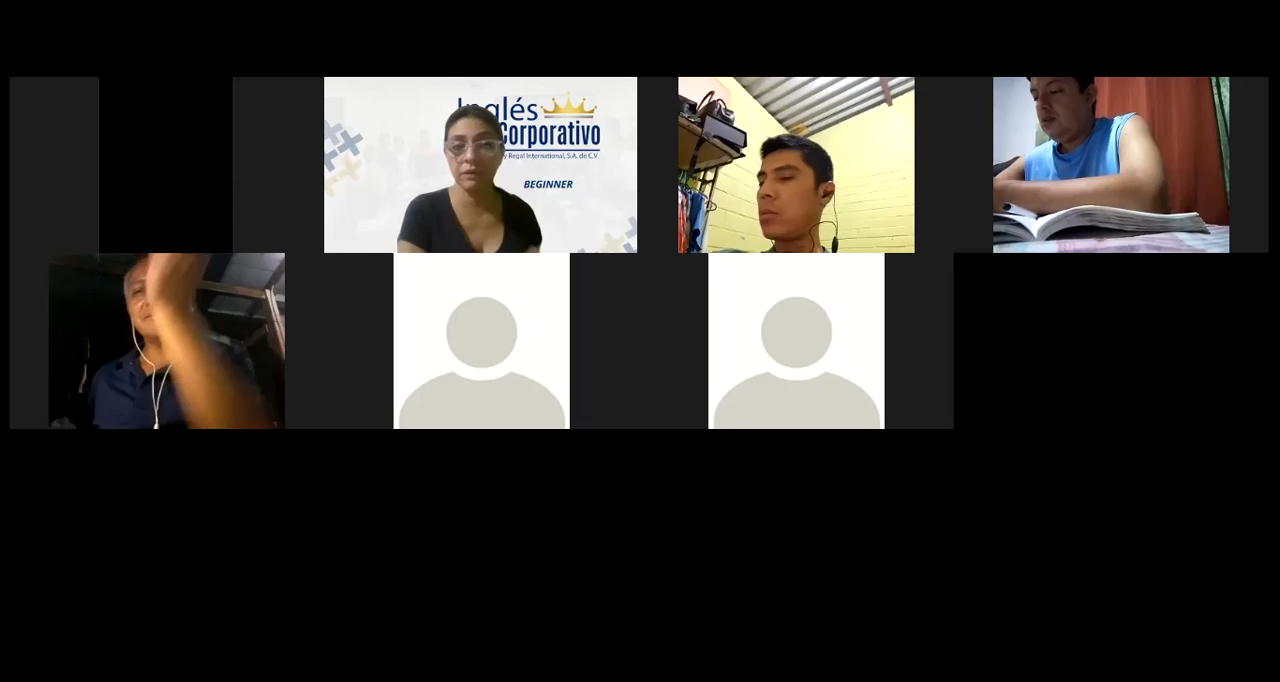 Inglés
Corporativo
y Regal International, S.A. de C.V.
BEGINNER